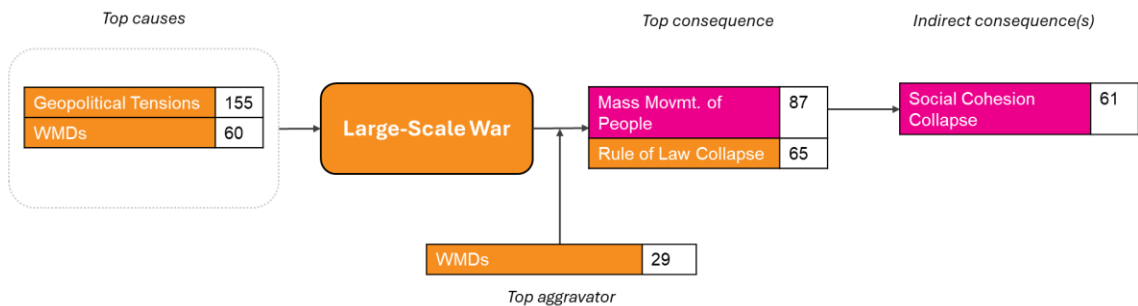 Top causes
Top consequence
Indirect consequence(s)
Geopolitical Tensions 155
WMDs 60
Large-Scale War
Mass Movmt. of
People 87
Rule of Law Collapse 65
Social Cohesion
Collapse 61
WMDs 29
Top aggravator